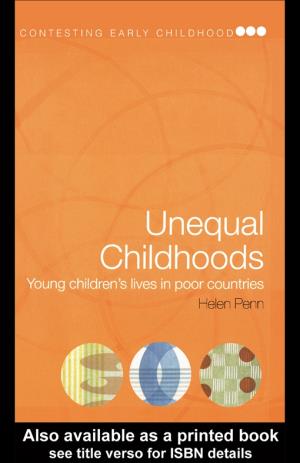 CONTESTING EARLY CHILDHOOD
Unequal
Childhoods
Young children's lives in poor countries
Helen Penn
Also available as a printed book
see title verso for ISBN details